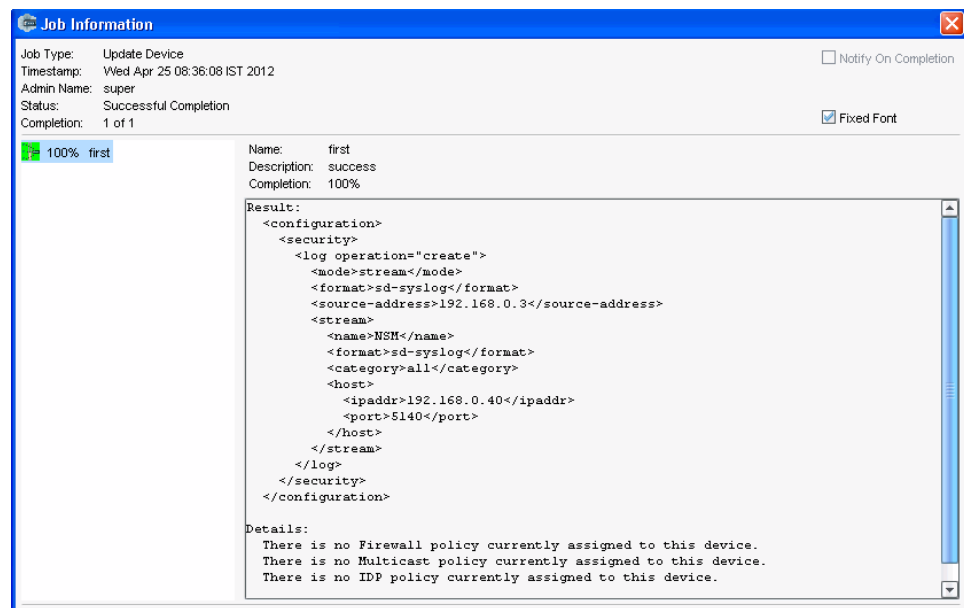 Job Information
Job Type: Update Device
Timestamp: Wed Apr 25 08:36:08 IST 2012
Notify On Completion
Admin Name: super
Status: Successful Completion
Completion: 1 of 1
Fixed Font
100% first
Name: first
Description: success
Completion: 100%
Result:
<configuration>
<security>
<log operation="create">
<mode>stream</mode>
<format>sd-syslog</format>
<source-address>192.168.0.3</source-address>
<stream>
<name>NSM</name>
<format>sd-syslog</format>
<category>all</category>
<host>
<ipaddr>192.168.0.40</ipaddr>
<port>5140</port>
</host>
</stream>
</log>
</security>
</configuration>
Details:
There is no Firewall policy currently assigned to this device.
There is no Multicast policy currently assigned to this device.
There is no IDP policy currently assigned to this device.